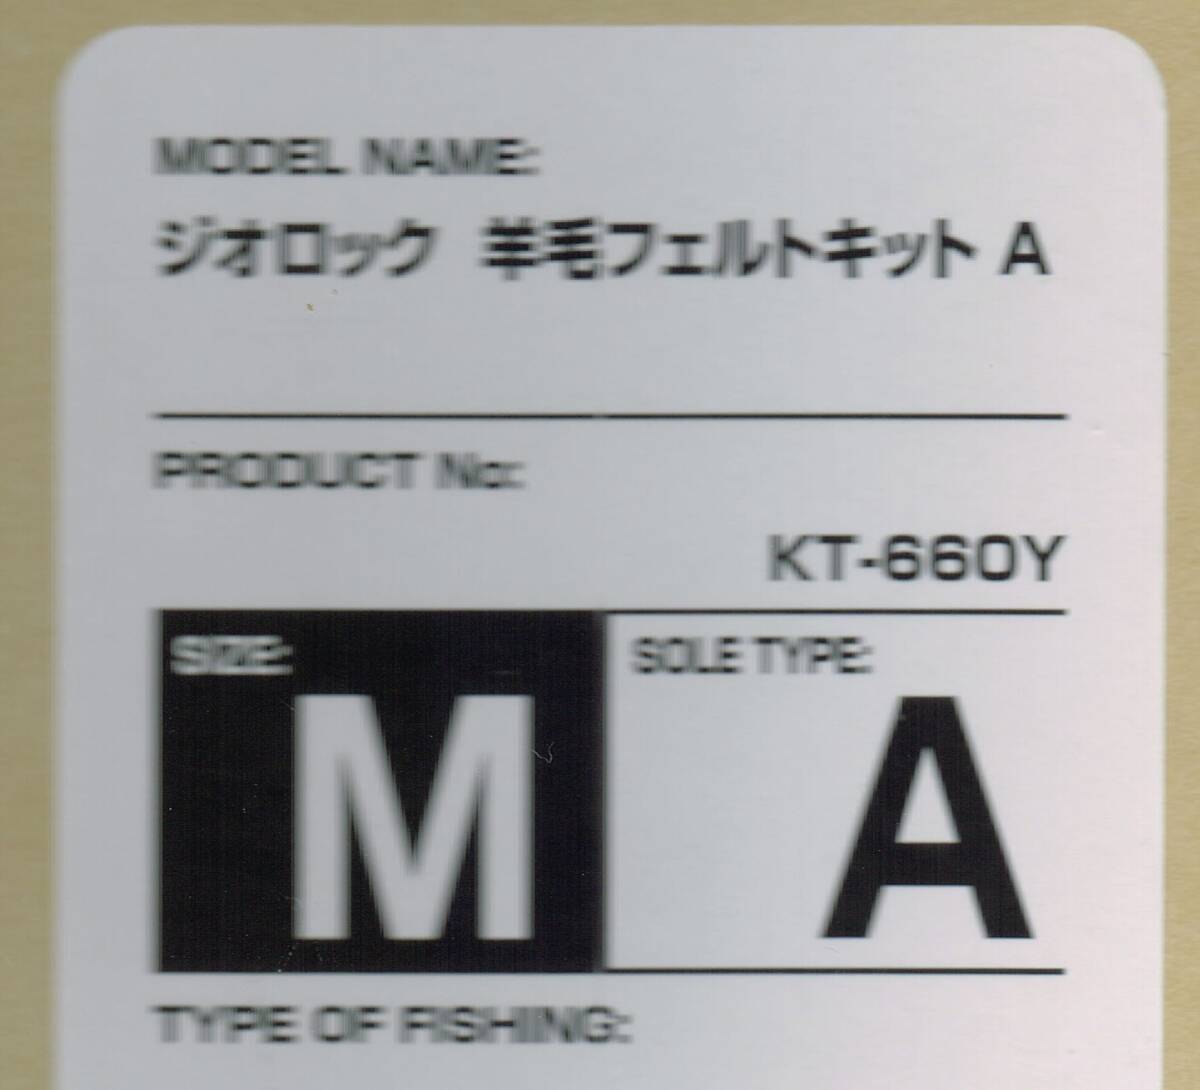 MODEL NAME:
ジオロック 羊毛フェルトキット A
PRODUCT No:
KT-660Y
SIZE:
M
SOLE TYPE:
A
TYPE OF FISHING: